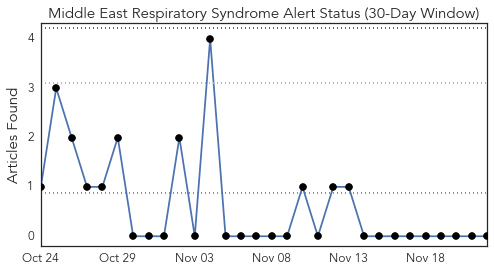 Middle East Respiratory Syndrome Alert Status (30-Day Window)
Articles Found
4
3
2
1
0
Oct 24
Oct 29
Nov 03
Nov 08
Nov 13
Nov 18